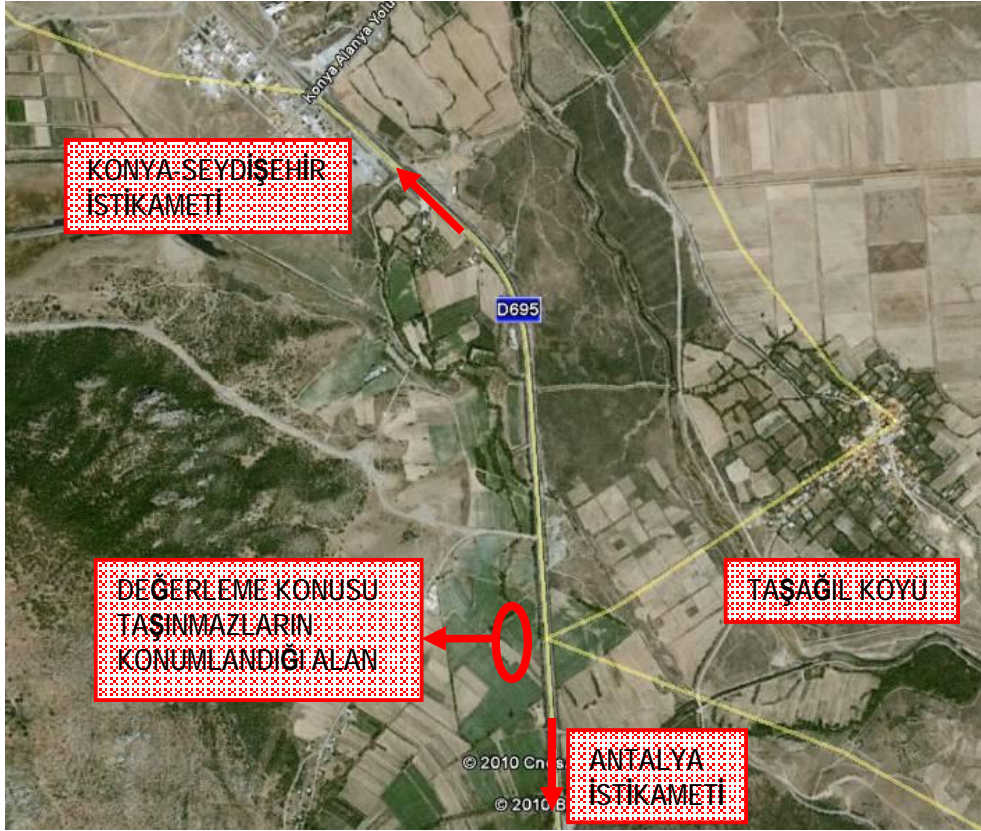 Konya Alanya Yolu
KONYA-SEYDİŞEHİR
İSTİKAMETİ
D695
DEĞERLEME KONUSU
TAŞINMAZLARIN
KONUMLANDIĞI ALAN
TAŞAĞIL KÖYÜ
ANTALYA
İSTİKAMETİ
© 2010
© 2010